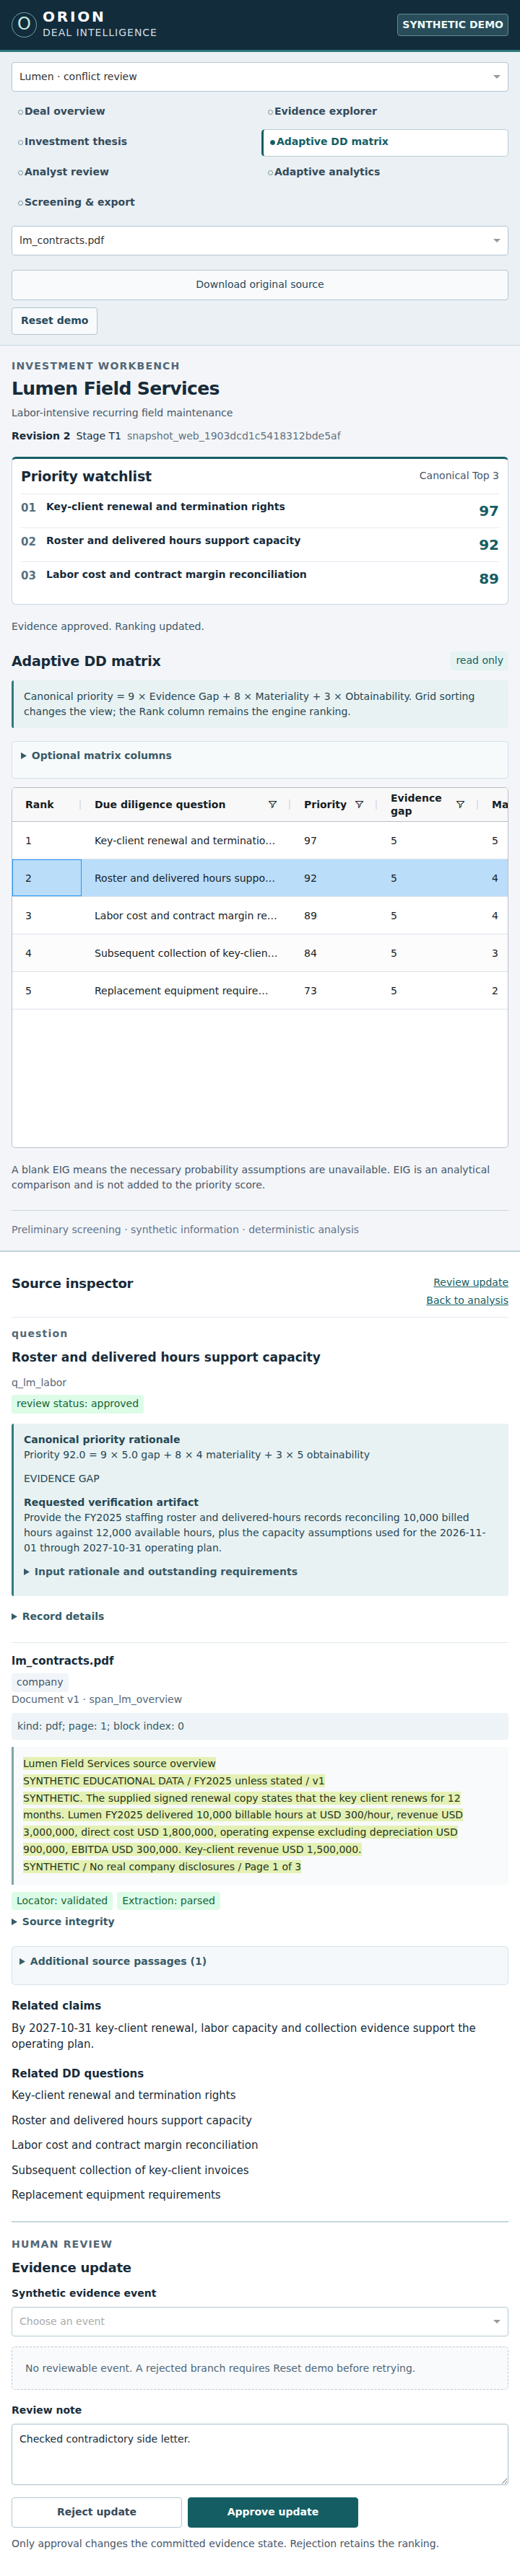 O
ORION
DEAL INTELLIGENCE
SYNTHETIC DEMO
Lumen · conflict review
Deal overview
Evidence explorer
Investment thesis
Adaptive DD matrix
Analyst review
Adaptive analytics
Screening & export
lm_contracts.pdf
Download original source
Reset demo
INVESTMENT WORKBENCH
Lumen Field Services
Labor-intensive recurring field maintenance
Revision 2 Stage T1 snapshot_web_1903dcd1c5418312bde5af
Priority watchlist
Canonical Top 3
01 Key-client renewal and termination rights 97
02 Roster and delivered hours support capacity 92
03 Labor cost and contract margin reconciliation 89
Evidence approved. Ranking updated.
Adaptive DD matrix
read only
Canonical priority = 9 × Evidence Gap + 8 × Materiality + 3 × Obtainability. Grid sorting
changes the view; the Rank column remains the engine ranking.
Optional matrix columns
Rank Due diligence question Priority Evidence gap Ma
1 Key-client renewal and terminatio... 97 5 5
2 Roster and delivered hours suppo... 92 5 4
3 Labor cost and contract margin re... 89 5 4
4 Subsequent collection of key-clien... 84 5 3
5 Replacement equipment require... 73 5 2
A blank EIG means the necessary probability assumptions are unavailable. EIG is an analytical
comparison and is not added to the priority score.
Preliminary screening · synthetic information · deterministic analysis
Source inspector
Review update
Back to analysis
question
Roster and delivered hours support capacity
q_lm_labor
review status: approved
Canonical priority rationale
Priority 92.0 = 9 × 5.0 gap + 8 × 4 materiality + 3 × 5 obtainability
EVIDENCE GAP
Requested verification artifact
Provide the FY2025 staffing roster and delivered-hours records reconciling 10,000 billed
hours against 12,000 available hours, plus the capacity assumptions used for the 2026-11-
01 through 2027-10-31 operating plan.
Input rationale and outstanding requirements
Record details
lm_contracts.pdf
company
Document v1 · span_lm_overview
kind: pdf; page: 1; block index: 0
Lumen Field Services source overview
SYNTHETIC EDUCATIONAL DATA / FY2025 unless stated / v1
SYNTHETIC. The supplied signed renewal copy states that the key client renews for 12
months. Lumen FY2025 delivered 10,000 billable hours at USD 300/hour, revenue USD
3,000,000, direct cost USD 1,800,000, operating expense excluding depreciation USD
900,000, EBITDA USD 300,000. Key-client revenue USD 1,500,000.
SYNTHETIC / No real company disclosures / Page 1 of 3
Locator: validated Extraction: parsed
Source integrity
Additional source passages (1)
Related claims
By 2027-10-31 key-client renewal, labor capacity and collection evidence support the
operating plan.
Related DD questions
Key-client renewal and termination rights
Roster and delivered hours support capacity
Labor cost and contract margin reconciliation
Subsequent collection of key-client invoices
Replacement equipment requirements
HUMAN REVIEW
Evidence update
Synthetic evidence event
Choose an event
No reviewable event. A rejected branch requires Reset demo before retrying.
Review note
Checked contradictory side letter.
Reject update
Approve update
Only approval changes the committed evidence state. Rejection retains the ranking.